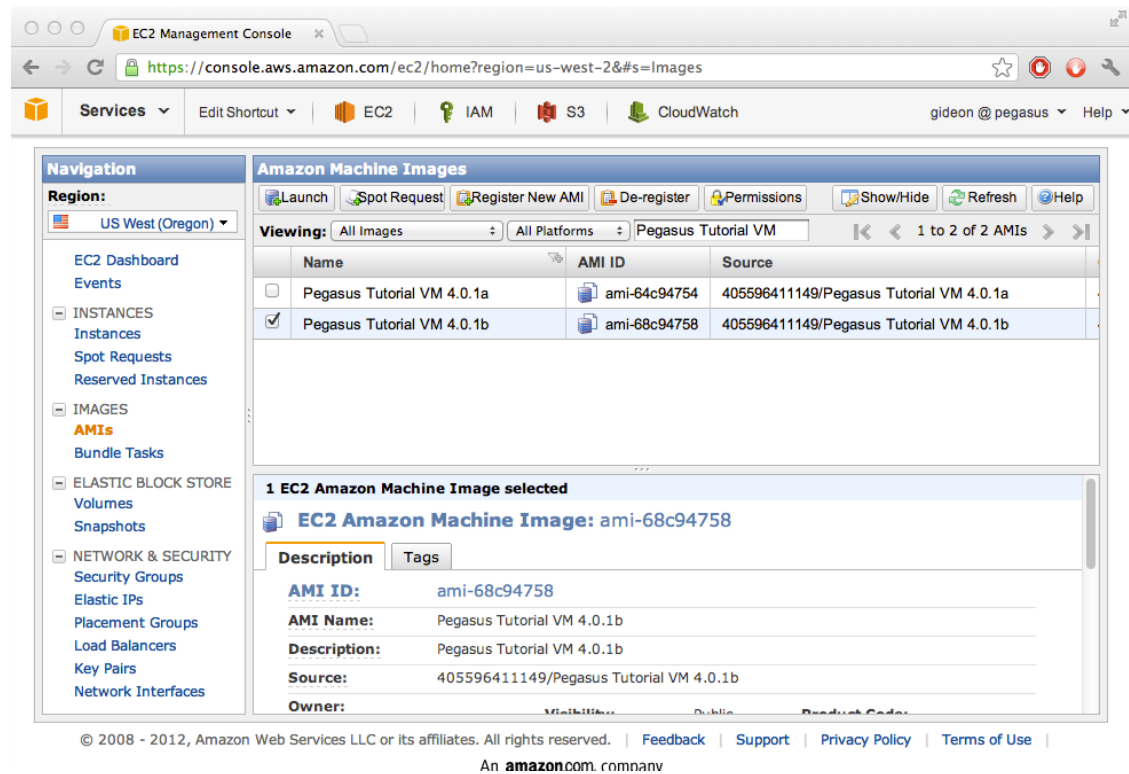 EC2 Management Console
https://console.aws.amazon.com/ec2/home?region=us-west-2&#s=Images
Services Edit Shortcut EC2 IAM S3 CloudWatch gideon @ pegasus Help
Navigation
Region:
US West (Oregon)
EC2 Dashboard
Events
INSTANCES
Instances
Spot Requests
Reserved Instances
IMAGES
AMIs
Bundle Tasks
ELASTIC BLOCK STORE
Volumes
Snapshots
NETWORK & SECURITY
Security Groups
Elastic IPs
Placement Groups
Load Balancers
Key Pairs
Network Interfaces
Amazon Machine Images
Launch Spot Request Register New AMI De-register Permissions Show/Hide Refresh Help
Viewing: All Images All Platforms Pegasus Tutorial VM 1 to 2 of 2 AMIs
Name AMI ID Source
Pegasus Tutorial VM 4.0.1a ami-64c94754 405596411149/Pegasus Tutorial VM 4.0.1a
Pegasus Tutorial VM 4.0.1b ami-68c94758 405596411149/Pegasus Tutorial VM 4.0.1b
1 EC2 Amazon Machine Image selected
EC2 Amazon Machine Image: ami-68c94758
Description Tags
AMI ID: ami-68c94758
AMI Name: Pegasus Tutorial VM 4.0.1b
Description: Pegasus Tutorial VM 4.0.1b
Source: 405596411149/Pegasus Tutorial VM 4.0.1b
Owner: Visibility: Public Product Code:
© 2008 - 2012, Amazon Web Services LLC or its affiliates. All rights reserved. | Feedback | Support | Privacy Policy | Terms of Use |
An amazon.com. company